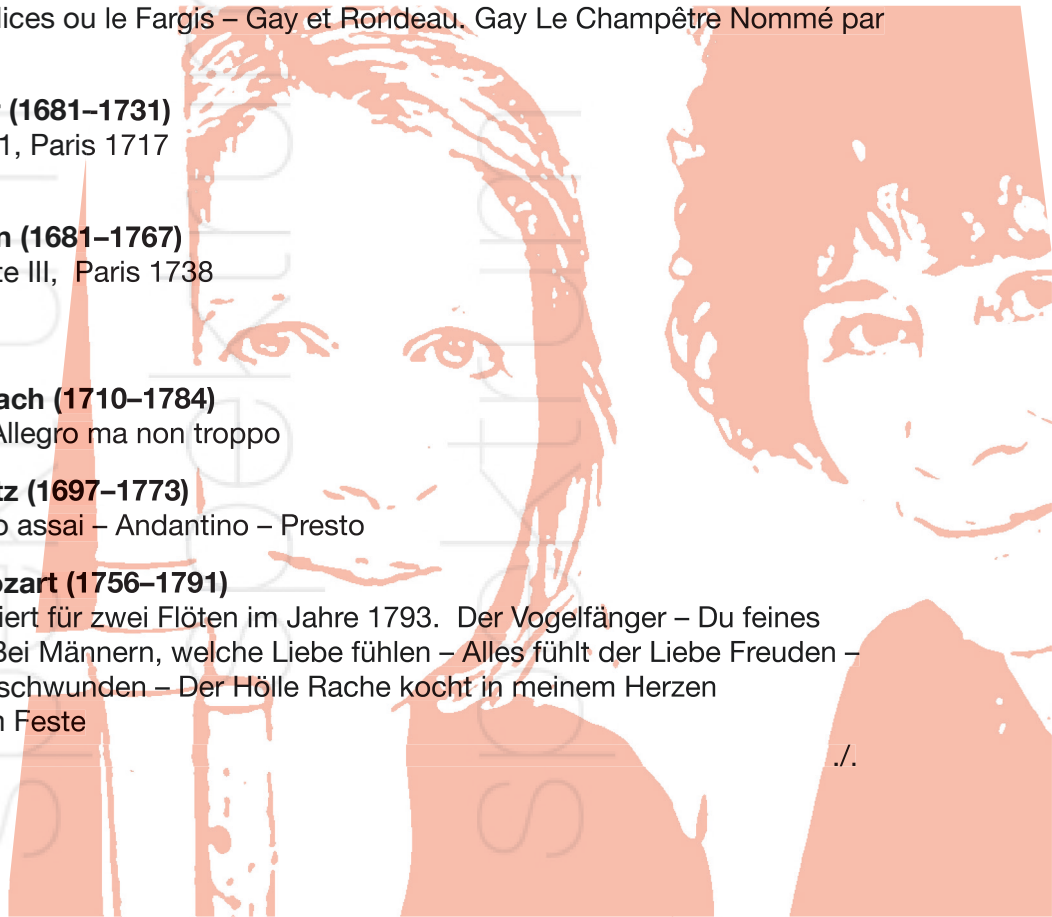 lices ou le Fargis – Gay et Rondeau. Gay Le Champêtre Nommé par
(1681–1731)
1, Paris 1717
n (1681–1767)
te III,  Paris 1738
ach (1710–1784)
Allegro ma non troppo
tz (1697–1773)
o assai – Andantino – Presto
ozart (1756–1791)
iert für zwei Flöten im Jahre 1793.  Der Vogelfänger – Du feines
Bei Männern, welche Liebe fühlen – Alles fühlt der Liebe Freuden –
schwunden – Der Hölle Rache kocht in meinem Herzen
n Feste
./.
spektrum
spektrum